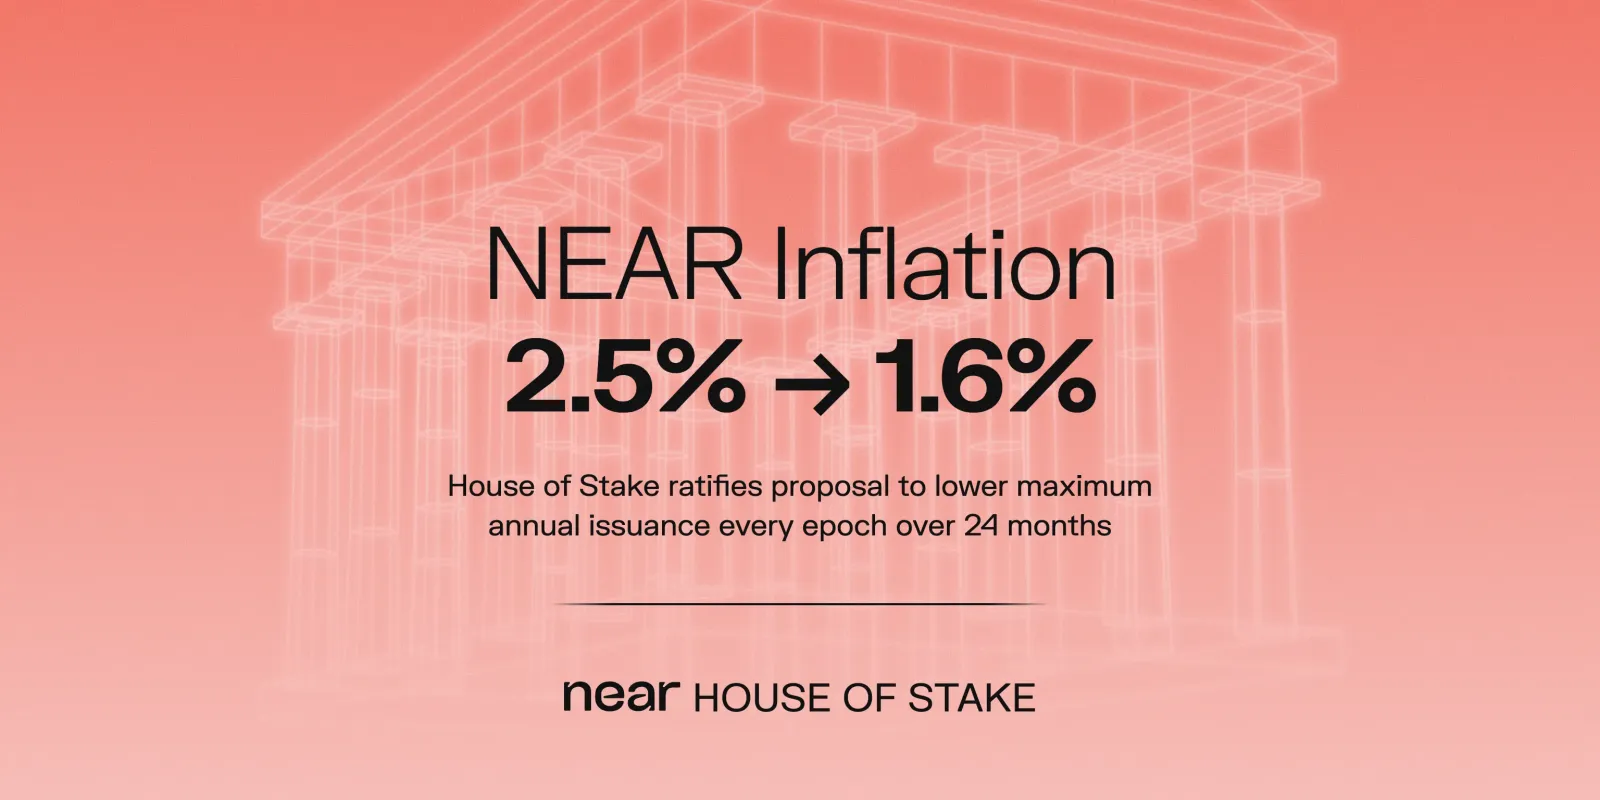 NEAR Inflation
2.5% → 1.6%
House of Stake ratifies proposal to lower maximum
annual issuance every epoch over 24 months
near HOUSE OF STAKE